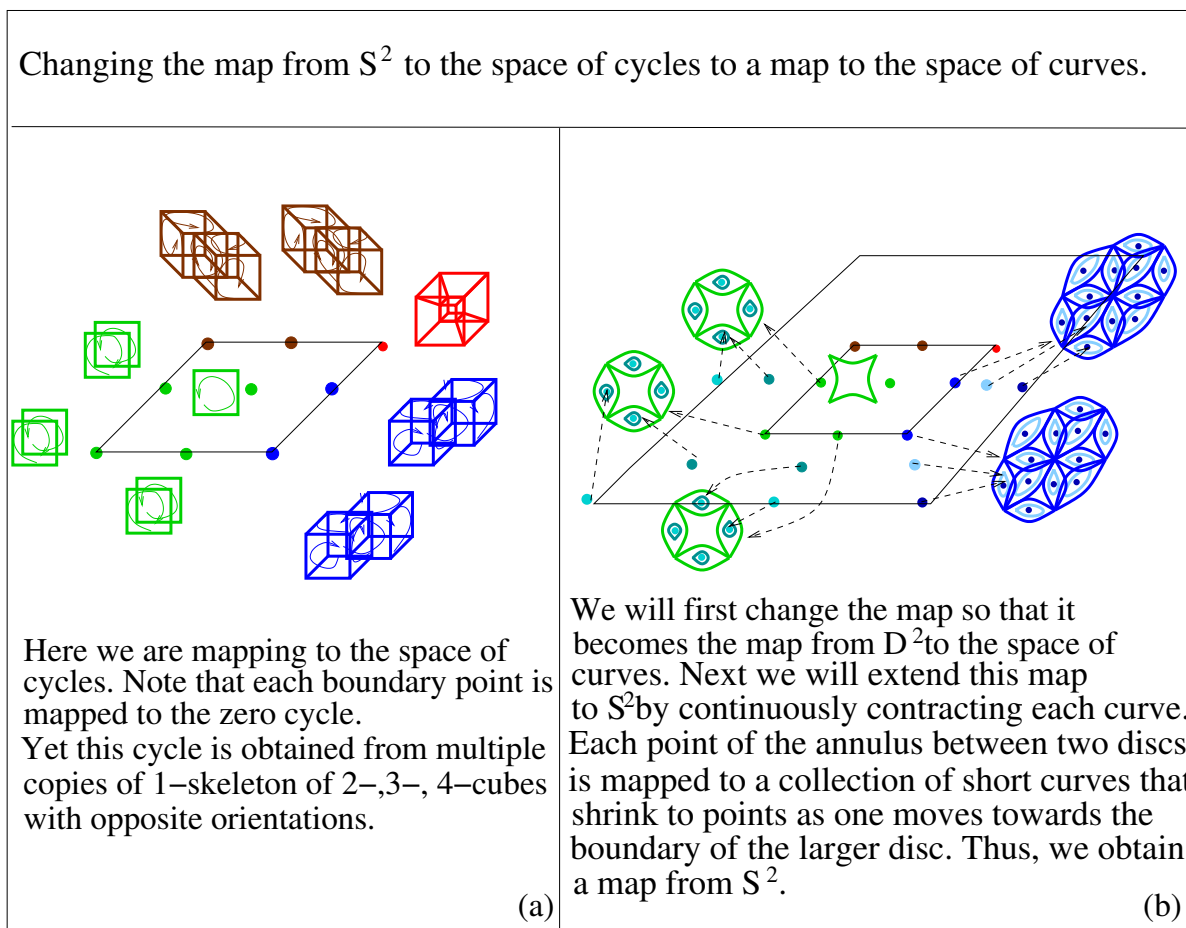 Changing the map from S² to the space of cycles to a map to the space of curves.
Here we are mapping to the space of
cycles. Note that each boundary point is
mapped to the zero cycle.
Yet this cycle is obtained from multiple
copies of 1−skeleton of 2−,3−, 4−cubes
with opposite orientations.
(a)
We will first change the map so that it
becomes the map from D² to the space of
curves. Next we will extend this map
to S² by continuously contracting each curve.
Each point of the annulus between two discs
is mapped to a collection of short curves that
shrink to points as one moves towards the
boundary of the larger disc. Thus, we obtain
a map from S².
(b)